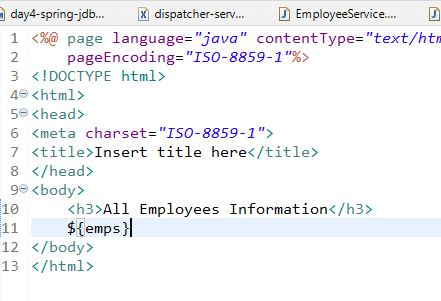 day4-spring-jdb... dispatcher-serv... EmployeeService....
1 <%@ page language="java" contentType="text/htm
2 pageEncoding="ISO-8859-1"%>
3 <!DOCTYPE html>
4 <html>
5 <head>
6 <meta charset="ISO-8859-1">
7 <title>Insert title here</title>
8 </head>
9 <body>
10 <h3>All Employees Information</h3>
11 ${emps}
12 </body>
13 </html>